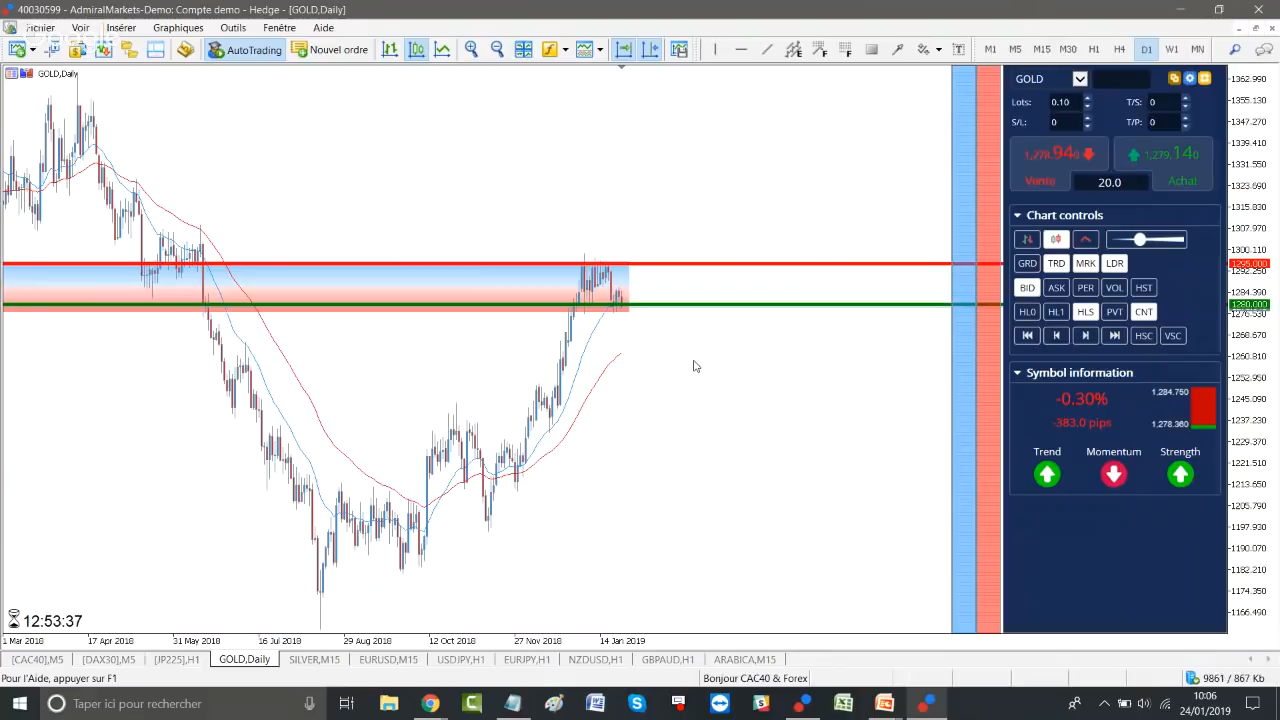 40030599 - AdmiralMarkets-Demo: Compte demo - Hedge - [GOLD,Daily]
Fichier Voir Insérer Graphiques Outils Fenêtre Aide
AutoTrading Nouvel ordre M1 M5 M15 M30 H1 H4 D1 W1 MN
GOLD,Daily
1362.990
1355.130
1347.270
1339.410
1331.550
1323.690
1315.830
1307.970
1300.110
1295.000
1292.250
1284.390
1280.000
1276.530
1268.670
1260.810
1252.950
1245.090
1237.230
1229.370
1221.510
1213.650
1205.790
1197.930
1190.070
1182.210
1174.350
1166.490
GOLD
Lots: 0.10 T/S: 0
S/L: 0 T/P: 0
1,278.940 1,279.140
Vente 20.0 Achat
Chart controls
GRD TRD MRK LDR
BID ASK PER VOL HST
HL0 HL1 HLS PVT CNT
HSC VSC
Symbol information
-0.30% 1,284.750
-383.0 pips 1,278.360
Trend Momentum Strength
12:53:37
1 Mar 2018 17 Apr 2018 31 May 2018 16 Jul 2018 29 Aug 2018 12 Oct 2018 27 Nov 2018 14 Jan 2019
[CAC40],M5 [DAX30],M5 [JP225],H1 GOLD,Daily SILVER,M15 EURUSD,M15 USDJPY,H1 EURJPY,H1 NZDUSD,H1 GBPAUD,H1 ARABICA,M15
Pour l'Aide, appuyer sur F1 Bonjour CAC40 & Forex 9861 / 867 Kb
Taper ici pour rechercher
10:06
24/01/2019